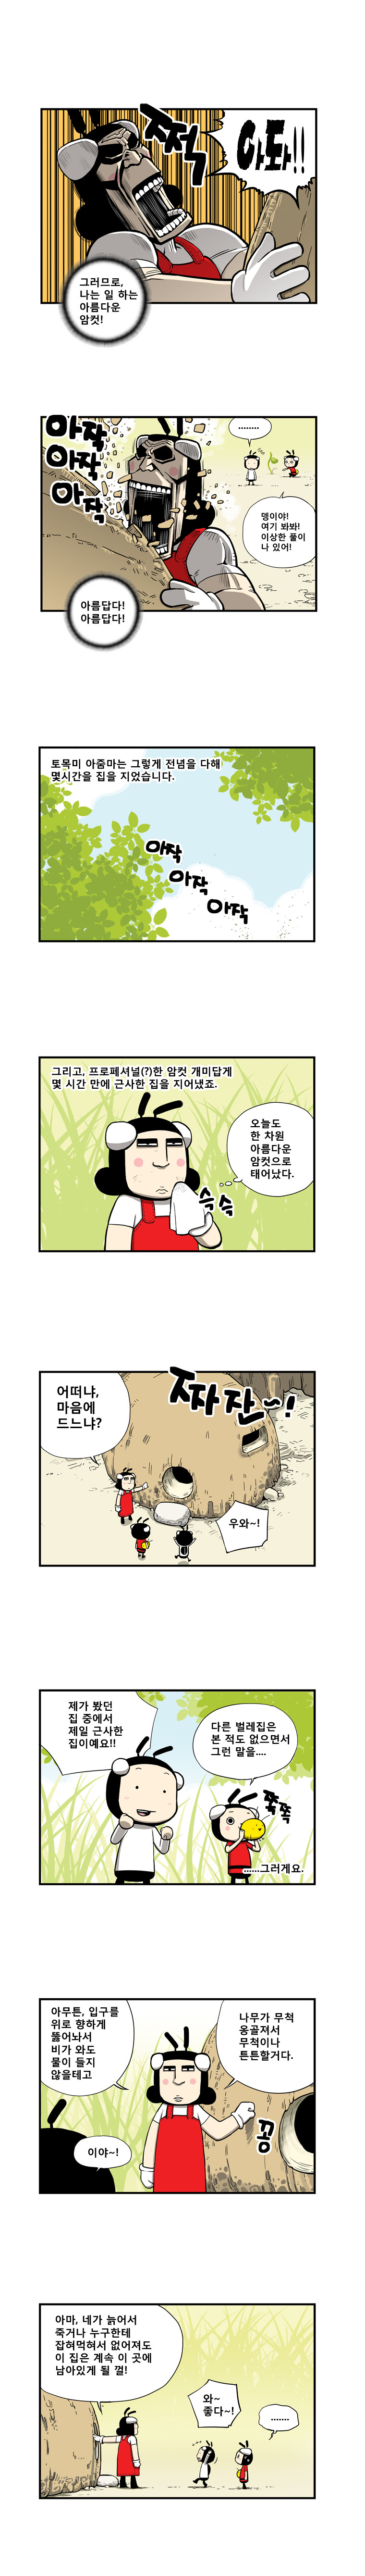 쩍
아돠!!
그러므로,
나는 일 하는
아름다운
암컷!
아작
아작
아작
........
뎅이야!
여기 봐봐!
이상한 풀이
나 있어!
아름답다!
아름답다!
토목미 아줌마는 그렇게 전념을 다해
몇시간을 집을 지었습니다.
아작
아작
아작
그리고, 프로페셔널(?)한 암컷 개미답게
몇 시간 만에 근사한 집을 지어냈죠.
오늘도
한 차원
아름다운
암컷으로
태어났다.
슥
슥
어떠냐,
마음에
드느냐?
짜잔~!
우와~!
제가 봤던
집 중에서
제일 근사한
집이예요!!
다른 벌레집은
본 적도 없으면서
그런 말을....
쪽
쪽
......그러게요.
아무튼, 입구를
위로 향하게
뚫어놔서
비가 와도
물이 들지
않을테고
나무가 무척
옹골져서
무척이나
튼튼할거다.
이야~!
꽁
아마, 네가 늙어서
죽거나 누구한테
잡혀먹혀서 없어져도
이 집은 계속 이 곳에
남아있게 될 껄!
와~
좋다~!
.......